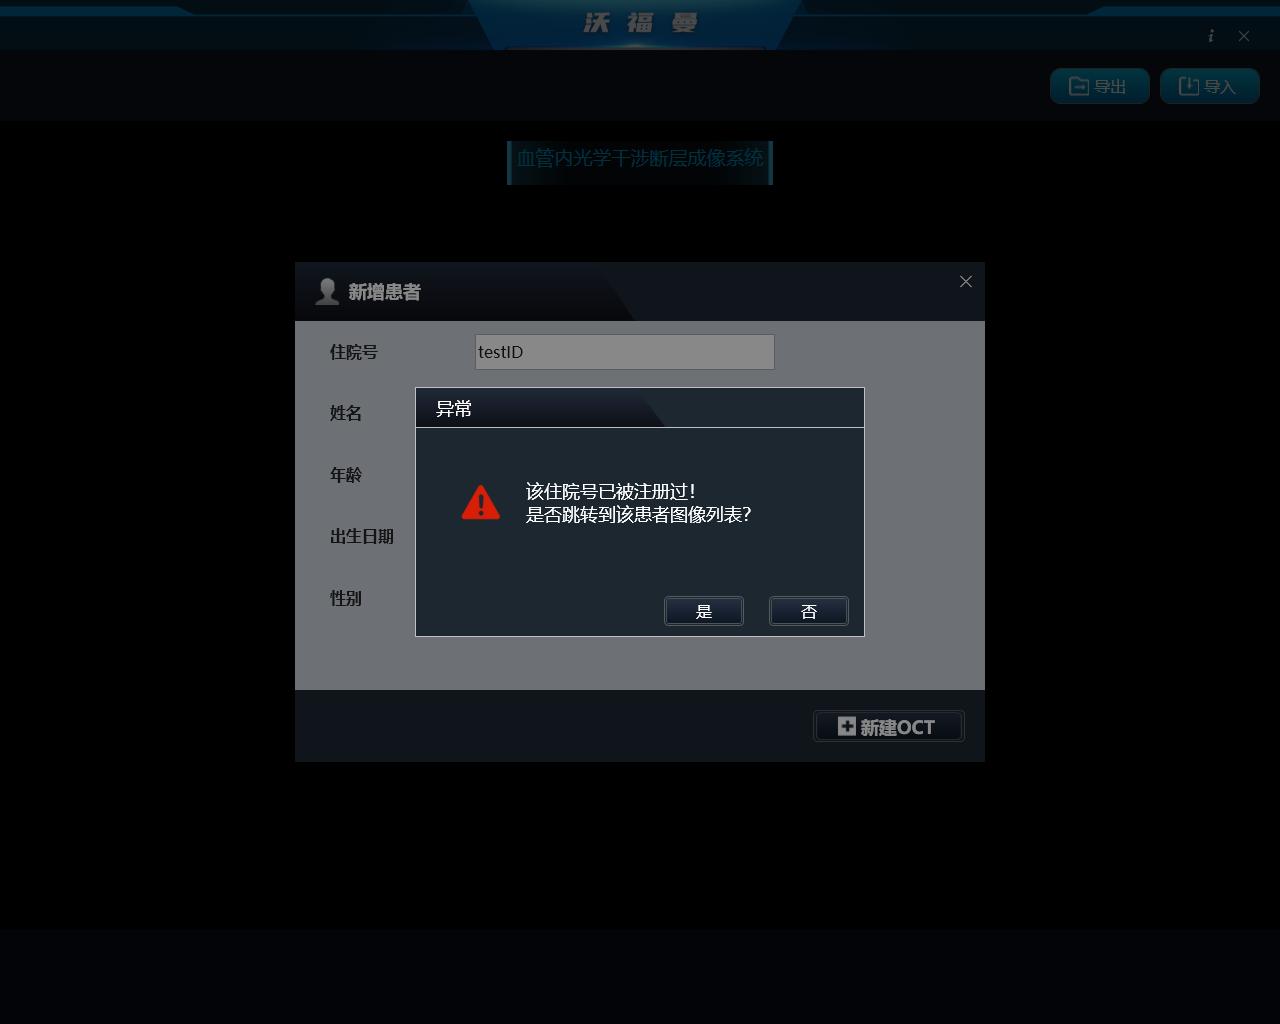 沃福曼
导出
导入
血管内光学干涉断层成像系统
新增患者
住院号
testID
姓名
年龄
出生日期
性别
异常
该住院号已被注册过!
是否跳转到该患者图像列表?
是
否
新建OCT